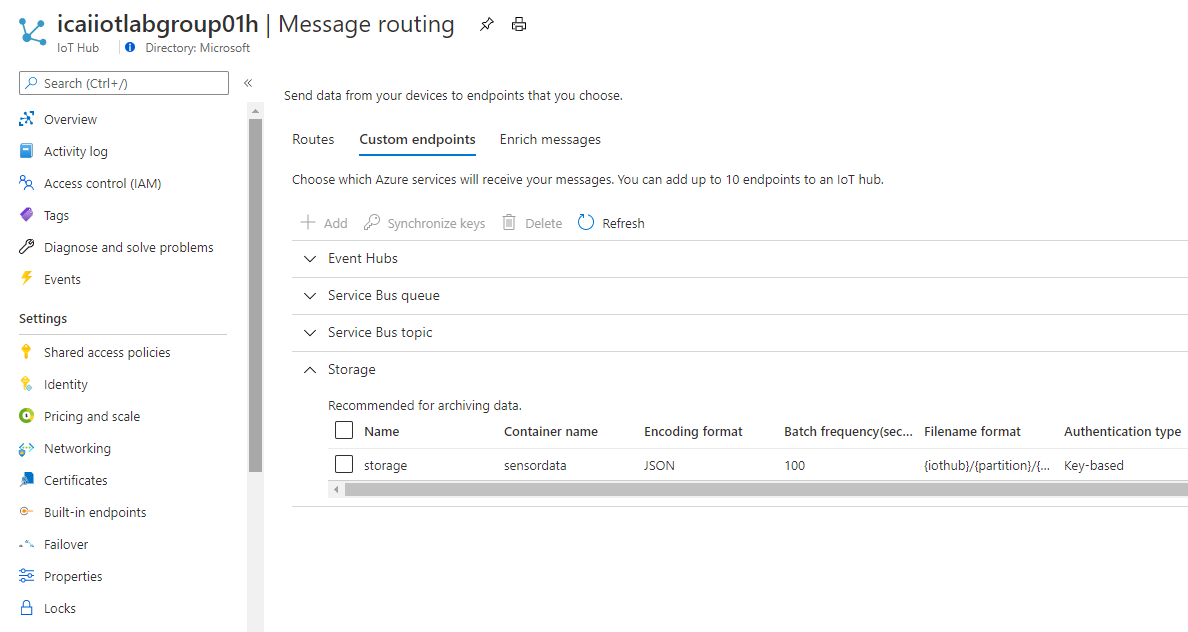 icaiiotlabgroup01h | Message routing
IoT Hub
Directory: Microsoft
Search (Ctrl+/)
Overview
Activity log
Access control (IAM)
Tags
Diagnose and solve problems
Events
Settings
Shared access policies
Identity
Pricing and scale
Networking
Certificates
Built-in endpoints
Failover
Properties
Locks
Send data from your devices to endpoints that you choose.
Routes Custom endpoints Enrich messages
Choose which Azure services will receive your messages. You can add up to 10 endpoints to an IoT hub.
Add Synchronize keys Delete Refresh
Event Hubs
Service Bus queue
Service Bus topic
Storage
Recommended for archiving data.
Name Container name Encoding format Batch frequency(sec... Filename format Authentication type
storage sensordata JSON 100 {iothub}/{partition}/{... Key-based